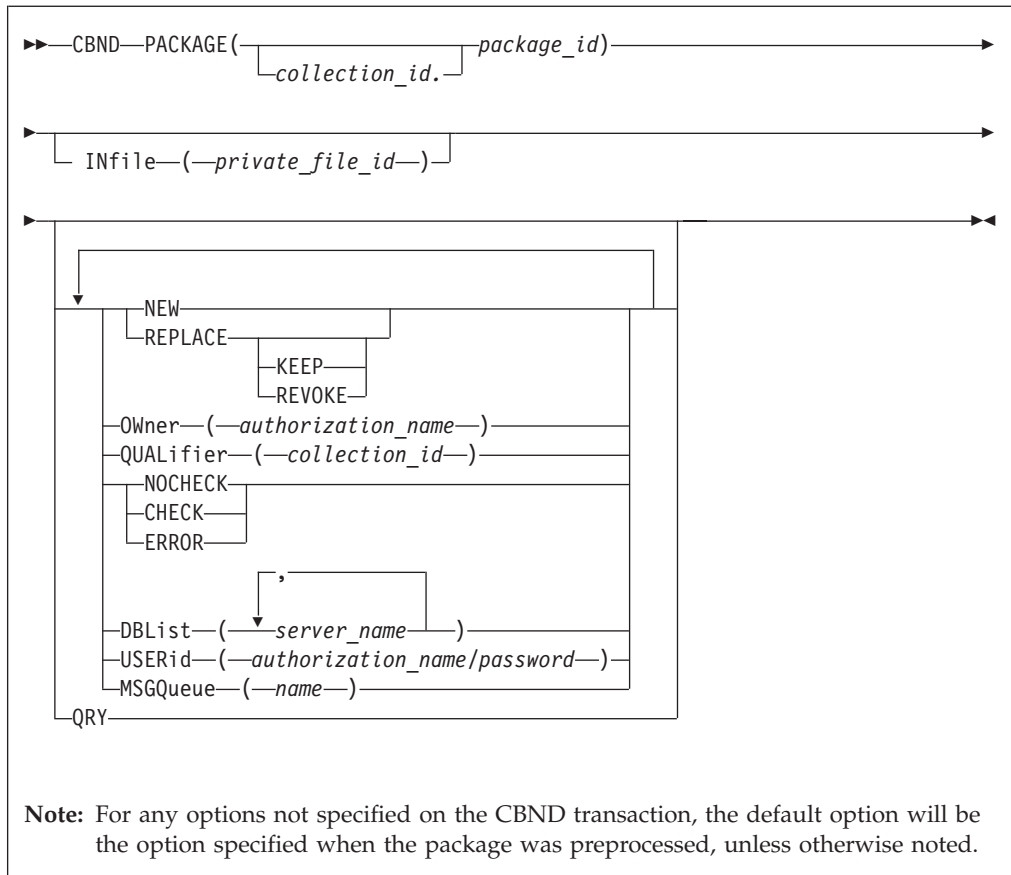 CBND PACKAGE( package_id)
collection_id.
INfile ( private_file_id )
NEW
REPLACE
KEEP
REVOKE
OWner ( authorization_name )
QUALifier ( collection_id )
NOCHECK
CHECK
ERROR
,
DBList ( server_name )
USERid ( authorization_name/password )
MSGQueue ( name )
QRY
Note: For any options not specified on the CBND transaction, the default option will be
the option specified when the package was preprocessed, unless otherwise noted.